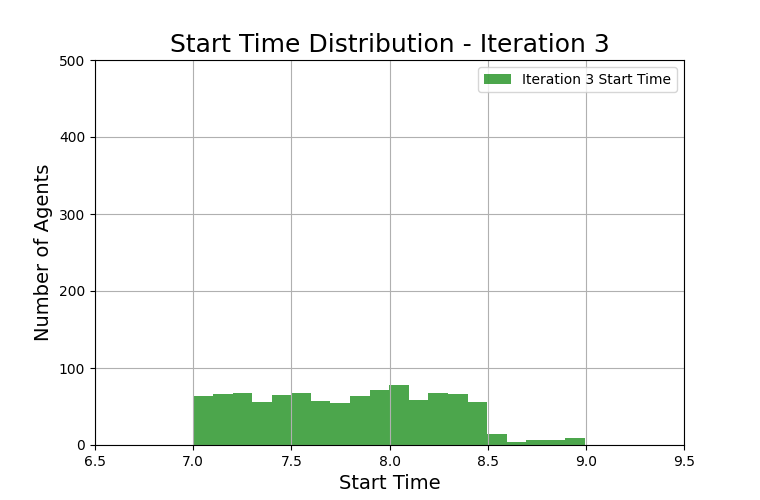 Start Time Distribution - Iteration 3
500
400
300
200
100
0
Number of Agents
Iteration 3 Start Time
6.5 7.0 7.5 8.0 8.5 9.0 9.5
Start Time